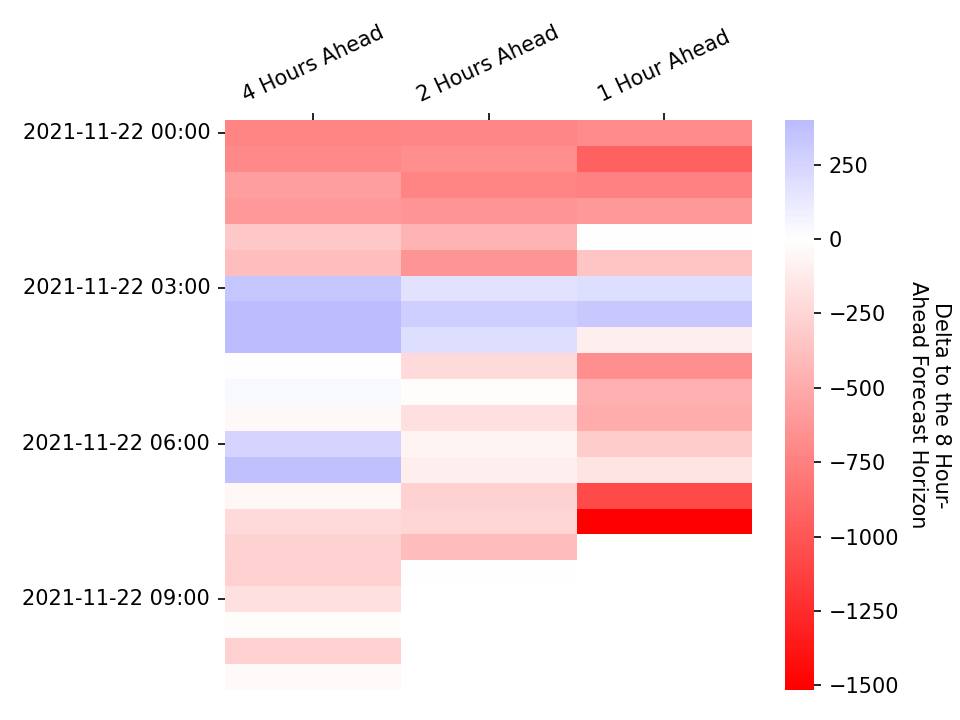 4 Hours Ahead
2 Hours Ahead
1 Hour Ahead
2021-11-22 00:00
2021-11-22 03:00
2021-11-22 06:00
2021-11-22 09:00
250
0
−250
−500
−750
−1000
−1250
−1500
Delta to the 8 Hour-
Ahead Forecast Horizon